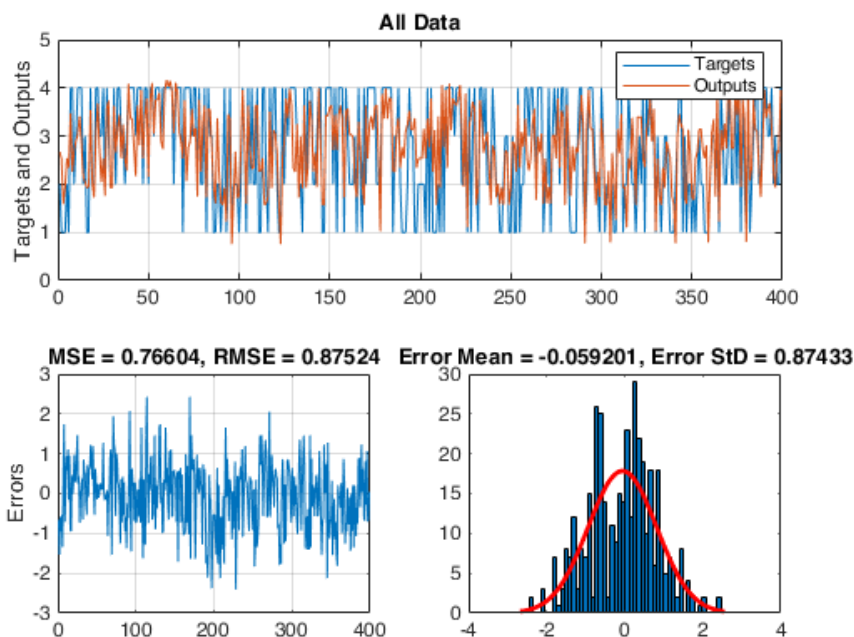 All Data
5
4
3
2
1
0
Targets and Outputs
Targets
Outputs
0 50 100 150 200 250 300 350 400
MSE = 0.76604, RMSE = 0.87524
3
2
1
0
-1
-2
-3
Errors
0 100 200 300 400
Error Mean = -0.059201, Error StD = 0.87433
30
25
20
15
10
5
0
-4 -2 0 2 4